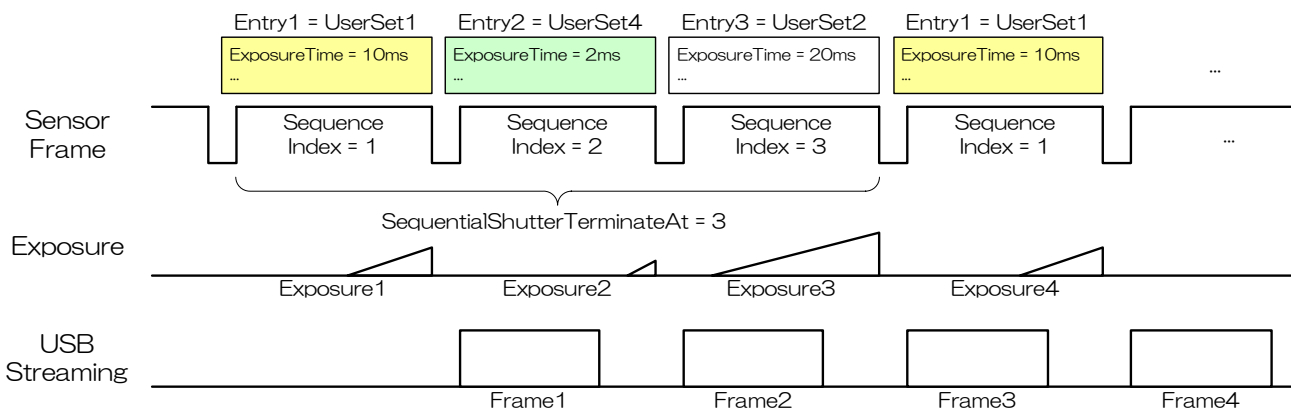 Entry1 = UserSet1 Entry2 = UserSet4 Entry3 = UserSet2 Entry1 = UserSet1
ExposureTime = 10ms ExposureTime = 2ms ExposureTime = 20ms ExposureTime = 10ms
... ... ... ... ...
Sensor Frame
Sequence Index = 1
Sequence Index = 2
Sequence Index = 3
Sequence Index = 1
...
SequentialShutterTerminateAt = 3
Exposure
Exposure1 Exposure2 Exposure3 Exposure4
USB Streaming
Frame1 Frame2 Frame3 Frame4